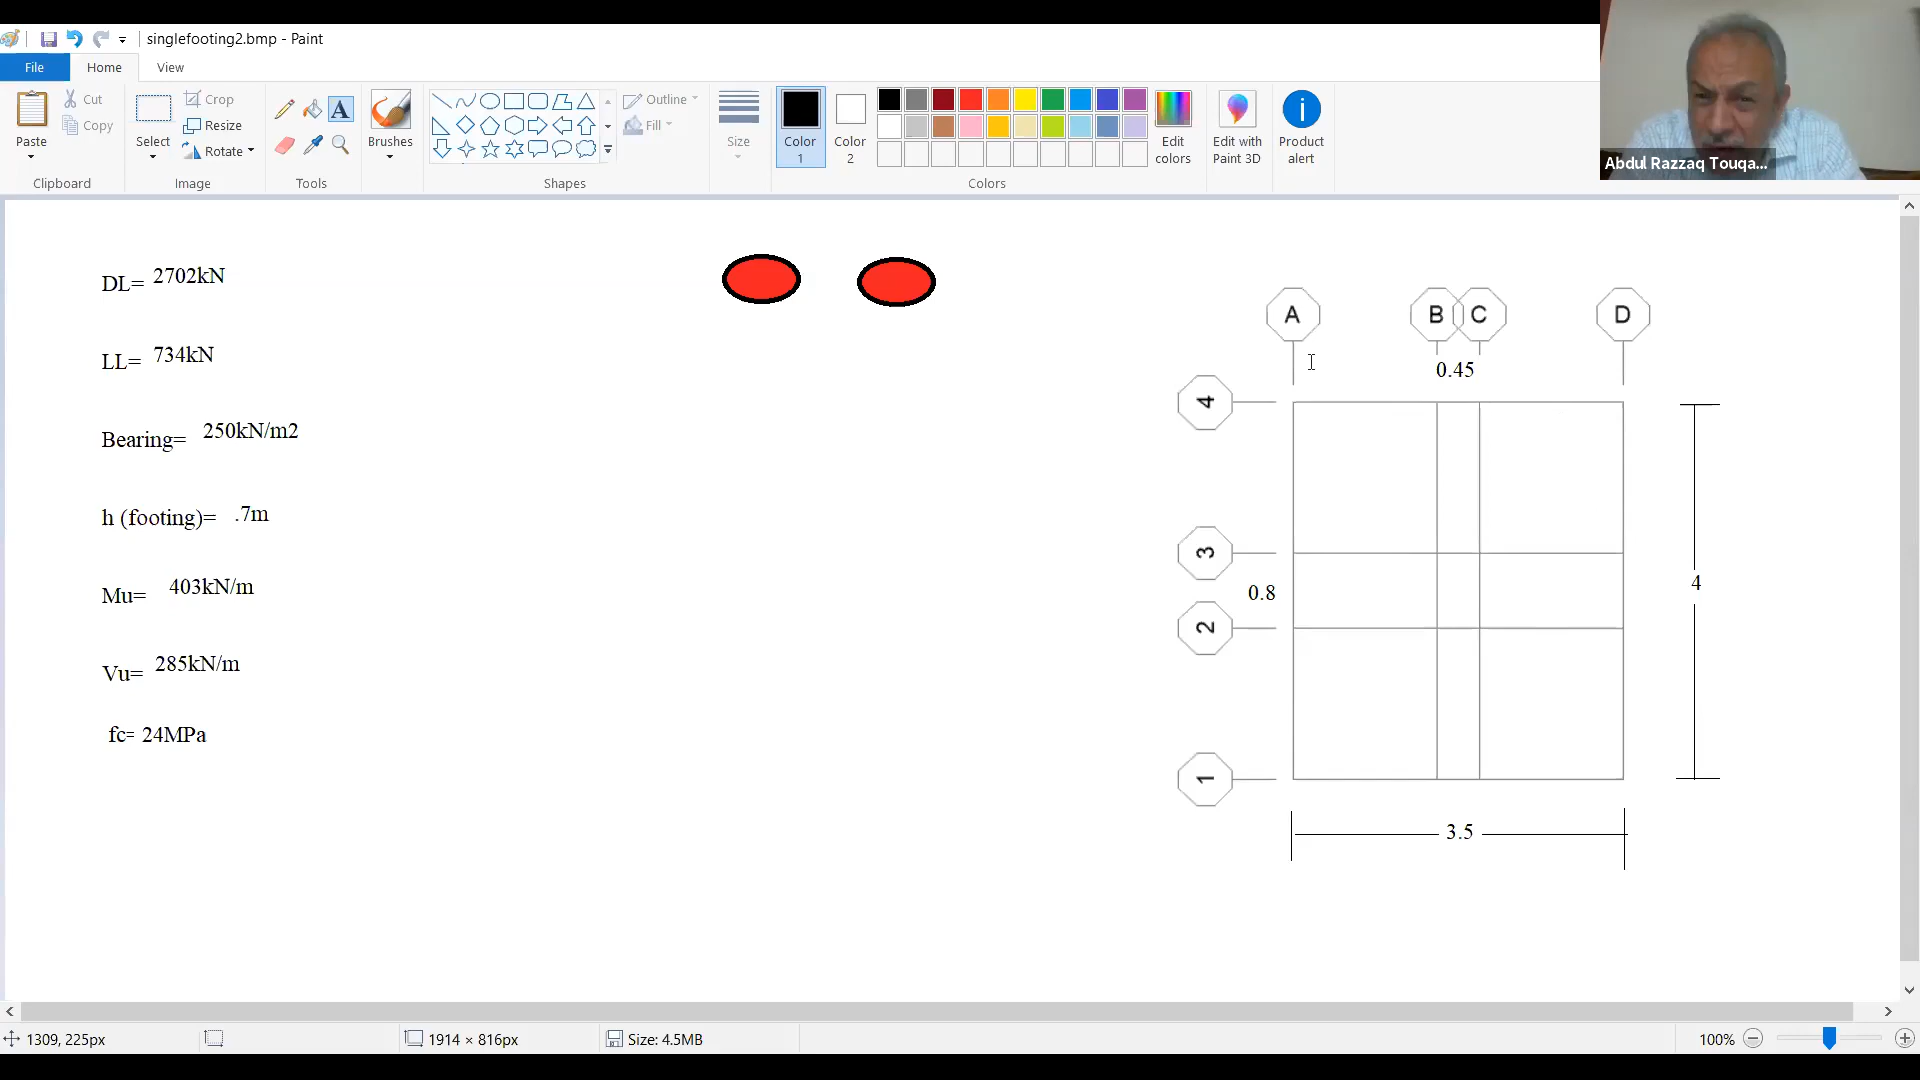 singlefooting2.bmp - Paint
File
Home
View
Paste
Cut
Copy
Clipboard
Select
Crop
Resize
Rotate
Image
A
Tools
Brushes
Outline
Fill
Shapes
Size
Color
1
Color
2
Edit
colors
Colors
Edit with
Paint 3D
i
Product
alert
Abdul Razzaq Touqa...
DL= 2702kN
LL= 734kN
Bearing= 250kN/m2
h (footing)= .7m
Mu= 403kN/m
Vu= 285kN/m
fc= 24MPa
A
B
C
D
0.45
4
3
0.8
2
1
4
3.5
1309, 225px
1914 × 816px
Size: 4.5MB
100%